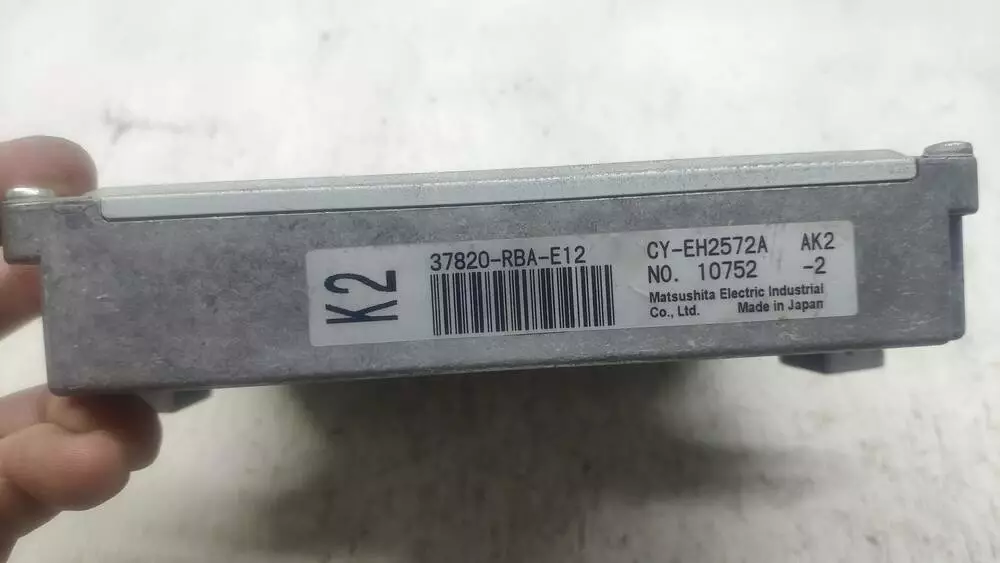 K2
37820-RBA-E12
CY-EH2572A AK2
NO. 10752 -2
Matsushita Electric Industrial
Co., Ltd. Made in Japan